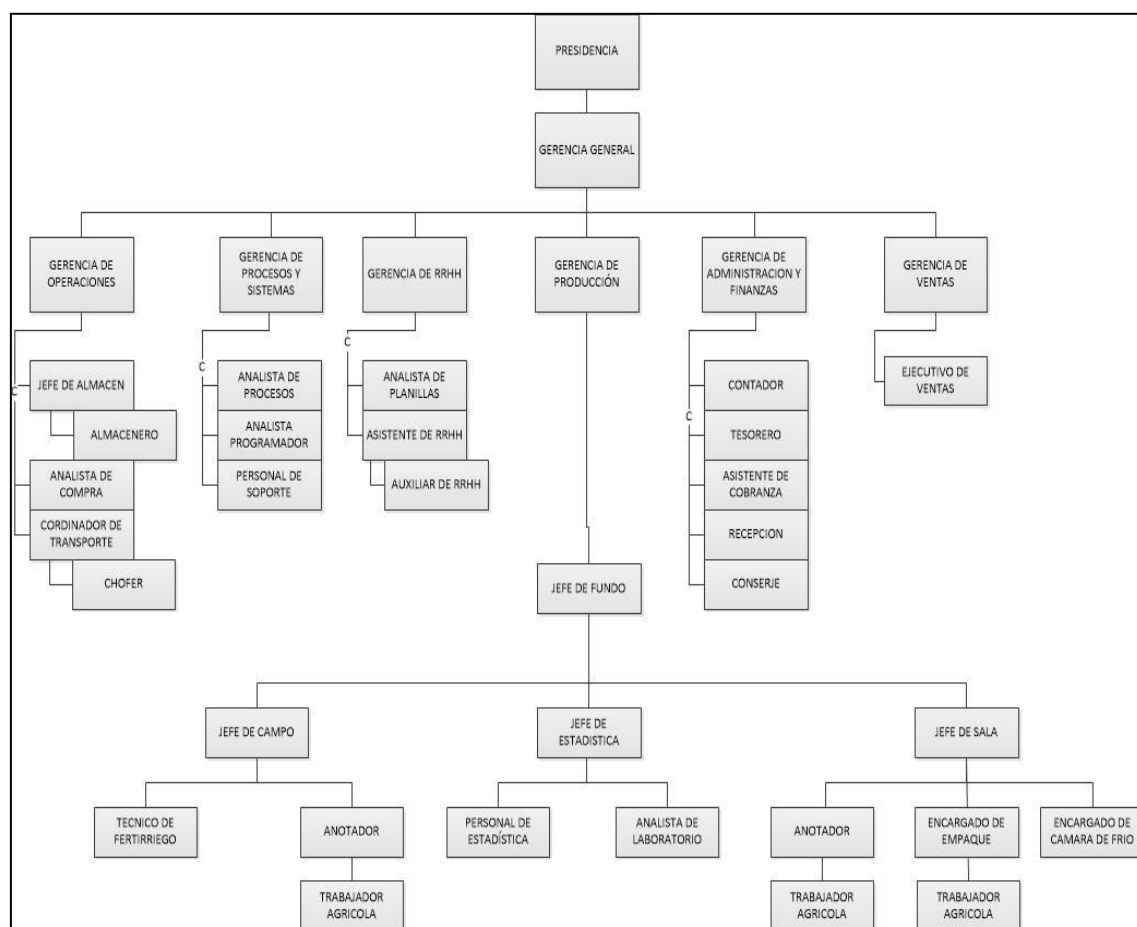 PRESIDENCIA
GERENCIA GENERAL
GERENCIA DE
OPERACIONES
GERENCIA DE
PROCESOS Y
SISTEMAS
GERENCIA DE RRHH
GERENCIA DE
PRODUCCIÓN
GERENCIA DE
ADMINISTRACION Y
FINANZAS
GERENCIA DE
VENTAS
C
JEFE DE ALMACEN
ALMACENERO
ANALISTA DE
COMPRA
CORDINADOR DE
TRANSPORTE
CHOFER
C
ANALISTA DE
PROCESOS
ANALISTA
PROGRAMADOR
PERSONAL DE
SOPORTE
C
ANALISTA DE
PLANILLAS
ASISTENTE DE RRHH
AUXILIAR DE RRHH
C
CONTADOR
TESORERO
ASISTENTE DE
COBRANZA
RECEPCION
CONSERJE
EJECUTIVO DE
VENTAS
JEFE DE FUNDO
JEFE DE CAMPO
JEFE DE
ESTADISTICA
JEFE DE SALA
TECNICO DE
FERTIRRIEGO
ANOTADOR
PERSONAL DE
ESTADÍSTICA
ANALISTA DE
LABORATORIO
ANOTADOR
ENCARGADO DE
EMPAQUE
ENCARGADO DE
CAMARA DE FRIO
TRABAJADOR
AGRICOLA
TRABAJADOR
AGRICOLA
TRABAJADOR
AGRICOLA